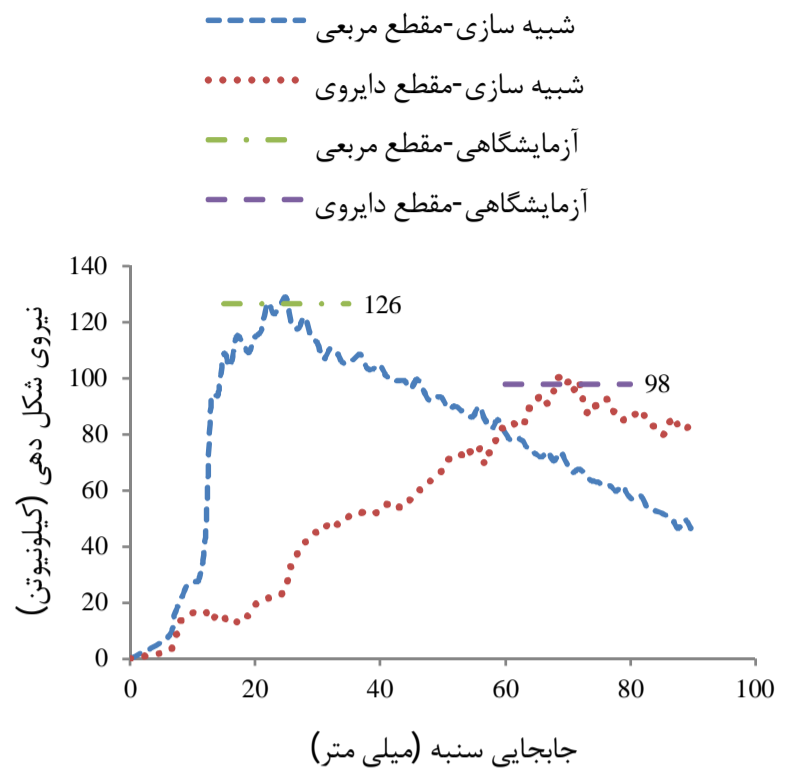 شبیه سازی-مقطع مربعی
شبیه سازی-مقطع دایروی
آزمایشگاهی-مقطع مربعی
آزمایشگاهی-مقطع دایروی
نیروی شکل دهی (کیلونیوتن)
140
120
100
80
60
40
20
0
126
98
0 20 40 60 80 100
جابجایی سنبه (میلی متر)